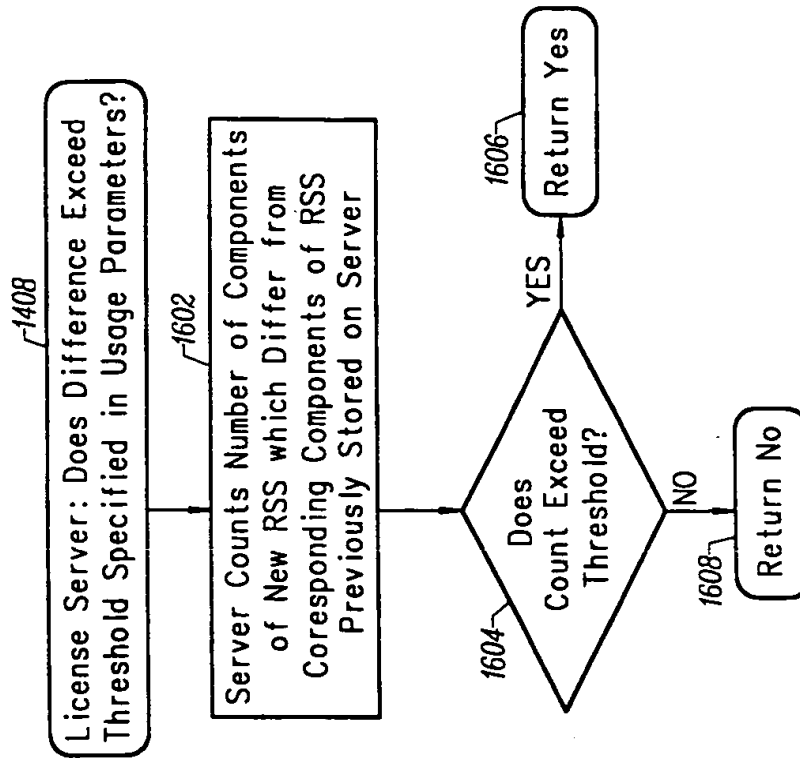 1408
License Server: Does Difference Exceed
Threshold Specified in Usage Parameters?
1602
Server Counts Number of Components
of New RSS which Differ from
Coresponding Components of RSS
Previously Stored on Server
1604
Does
Count Exceed
Threshold?
YES
1606
Return Yes
NO
1608
Return No